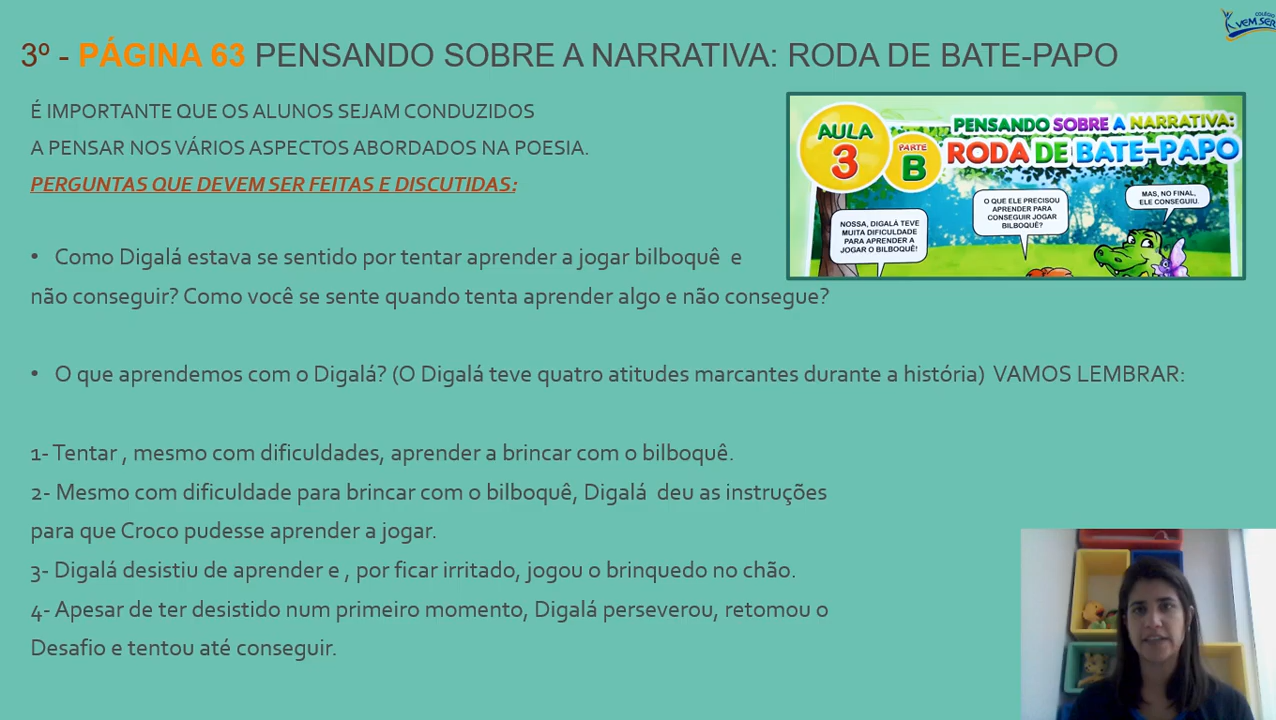 COLÉGIO
VEM SER
3º - PÁGINA 63 PENSANDO SOBRE A NARRATIVA: RODA DE BATE-PAPO
É IMPORTANTE QUE OS ALUNOS SEJAM CONDUZIDOS
A PENSAR NOS VÁRIOS ASPECTOS ABORDADOS NA POESIA.
PERGUNTAS QUE DEVEM SER FEITAS E DISCUTIDAS:
AULA
3
PARTE
B
PENSANDO SOBRE A NARRATIVA:
RODA DE BATE-PAPO
NOSSA, DIGALÁ TEVE
MUITA DIFICULDADE
PARA APRENDER A
JOGAR O BILBOQUÊ!
O QUE ELE PRECISOU
APRENDER PARA
CONSEGUIR JOGAR
BILBOQUÊ?
MAS, NO FINAL,
ELE CONSEGUIU.
• Como Digalá estava se sentido por tentar aprender a jogar bilboquê e
não conseguir? Como você se sente quando tenta aprender algo e não consegue?
• O que aprendemos com o Digalá? (O Digalá teve quatro atitudes marcantes durante a história) VAMOS LEMBRAR:
1- Tentar , mesmo com dificuldades, aprender a brincar com o bilboquê.
2- Mesmo com dificuldade para brincar com o bilboquê, Digalá deu as instruções
para que Croco pudesse aprender a jogar.
3- Digalá desistiu de aprender e , por ficar irritado, jogou o brinquedo no chão.
4- Apesar de ter desistido num primeiro momento, Digalá perseverou, retomou o
Desafio e tentou até conseguir.